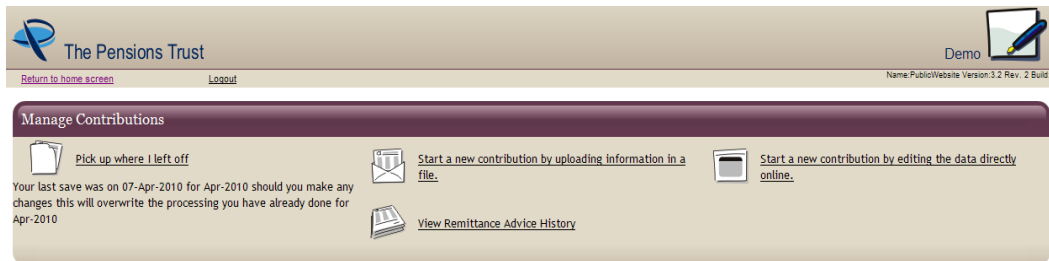 The Pensions Trust
Demo
Return to home screen
Logout
Name:PublicWebsite Version:3.2 Rev. 2 Build
Manage Contributions
Pick up where I left off
Your last save was on 07-Apr-2010 for Apr-2010 should you make any
changes this will overwrite the processing you have already done for
Apr-2010
Start a new contribution by uploading information in a
file.
View Remittance Advice History
Start a new contribution by editing the data directly
online.